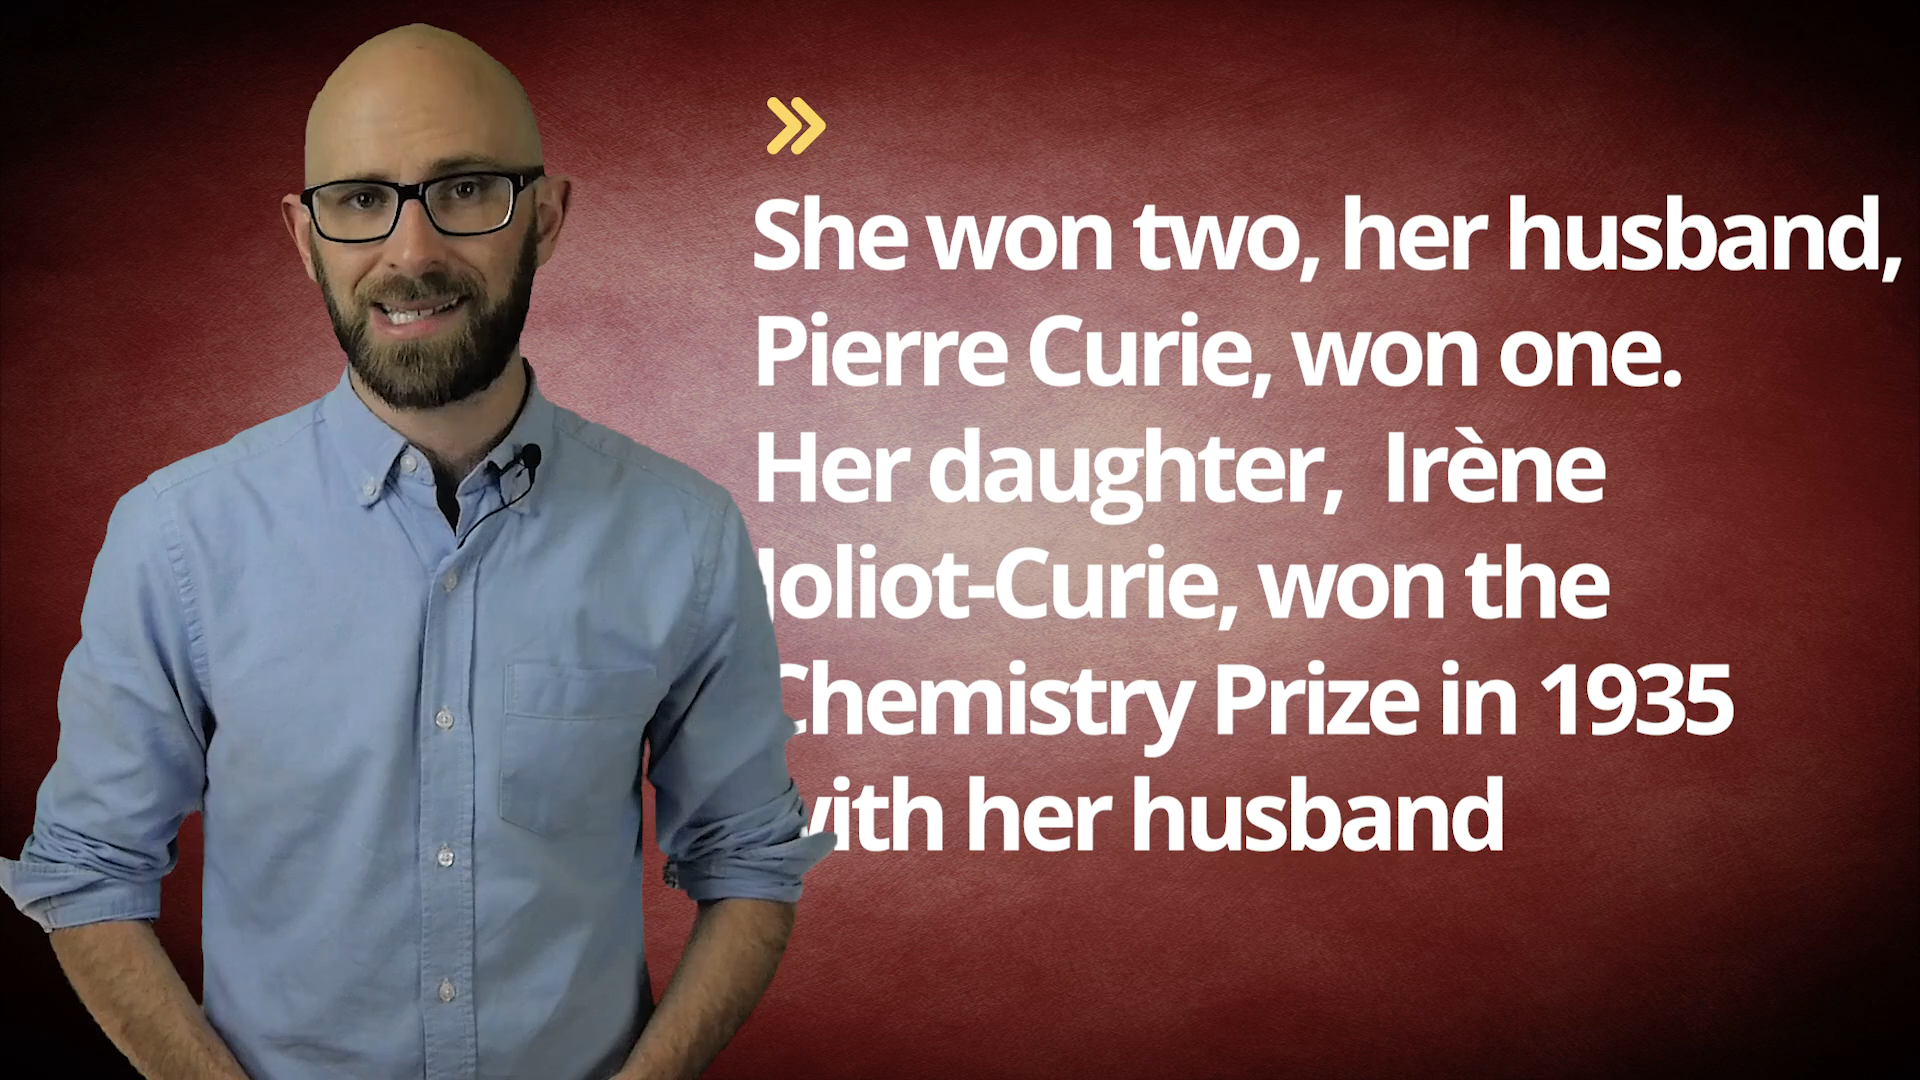 She won two, her husband,
Pierre Curie, won one.
Her daughter, Irène
Joliot-Curie, won the
Chemistry Prize in 1935
with her husband